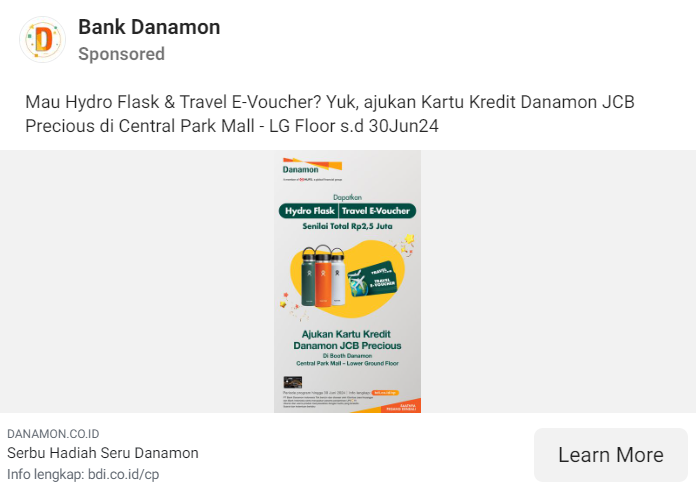 Bank Danamon
Sponsored
Mau Hydro Flask & Travel E-Voucher? Yuk, ajukan Kartu Kredit Danamon JCB
Precious di Central Park Mall - LG Floor s.d 30Jun24
Danamon
Dapatkan
Hydro Flask | Travel E-Voucher
Senilai Total Rp2,5 Juta
TRAVEL
E-VOUCHER
Ajukan Kartu Kredit
Danamon JCB Precious
Di Booth Danamon
Central Park Mall – Lower Ground Floor
DANAMON.CO.ID
Serbu Hadiah Seru Danamon
Info lengkap: bdi.co.id/cp
Learn More